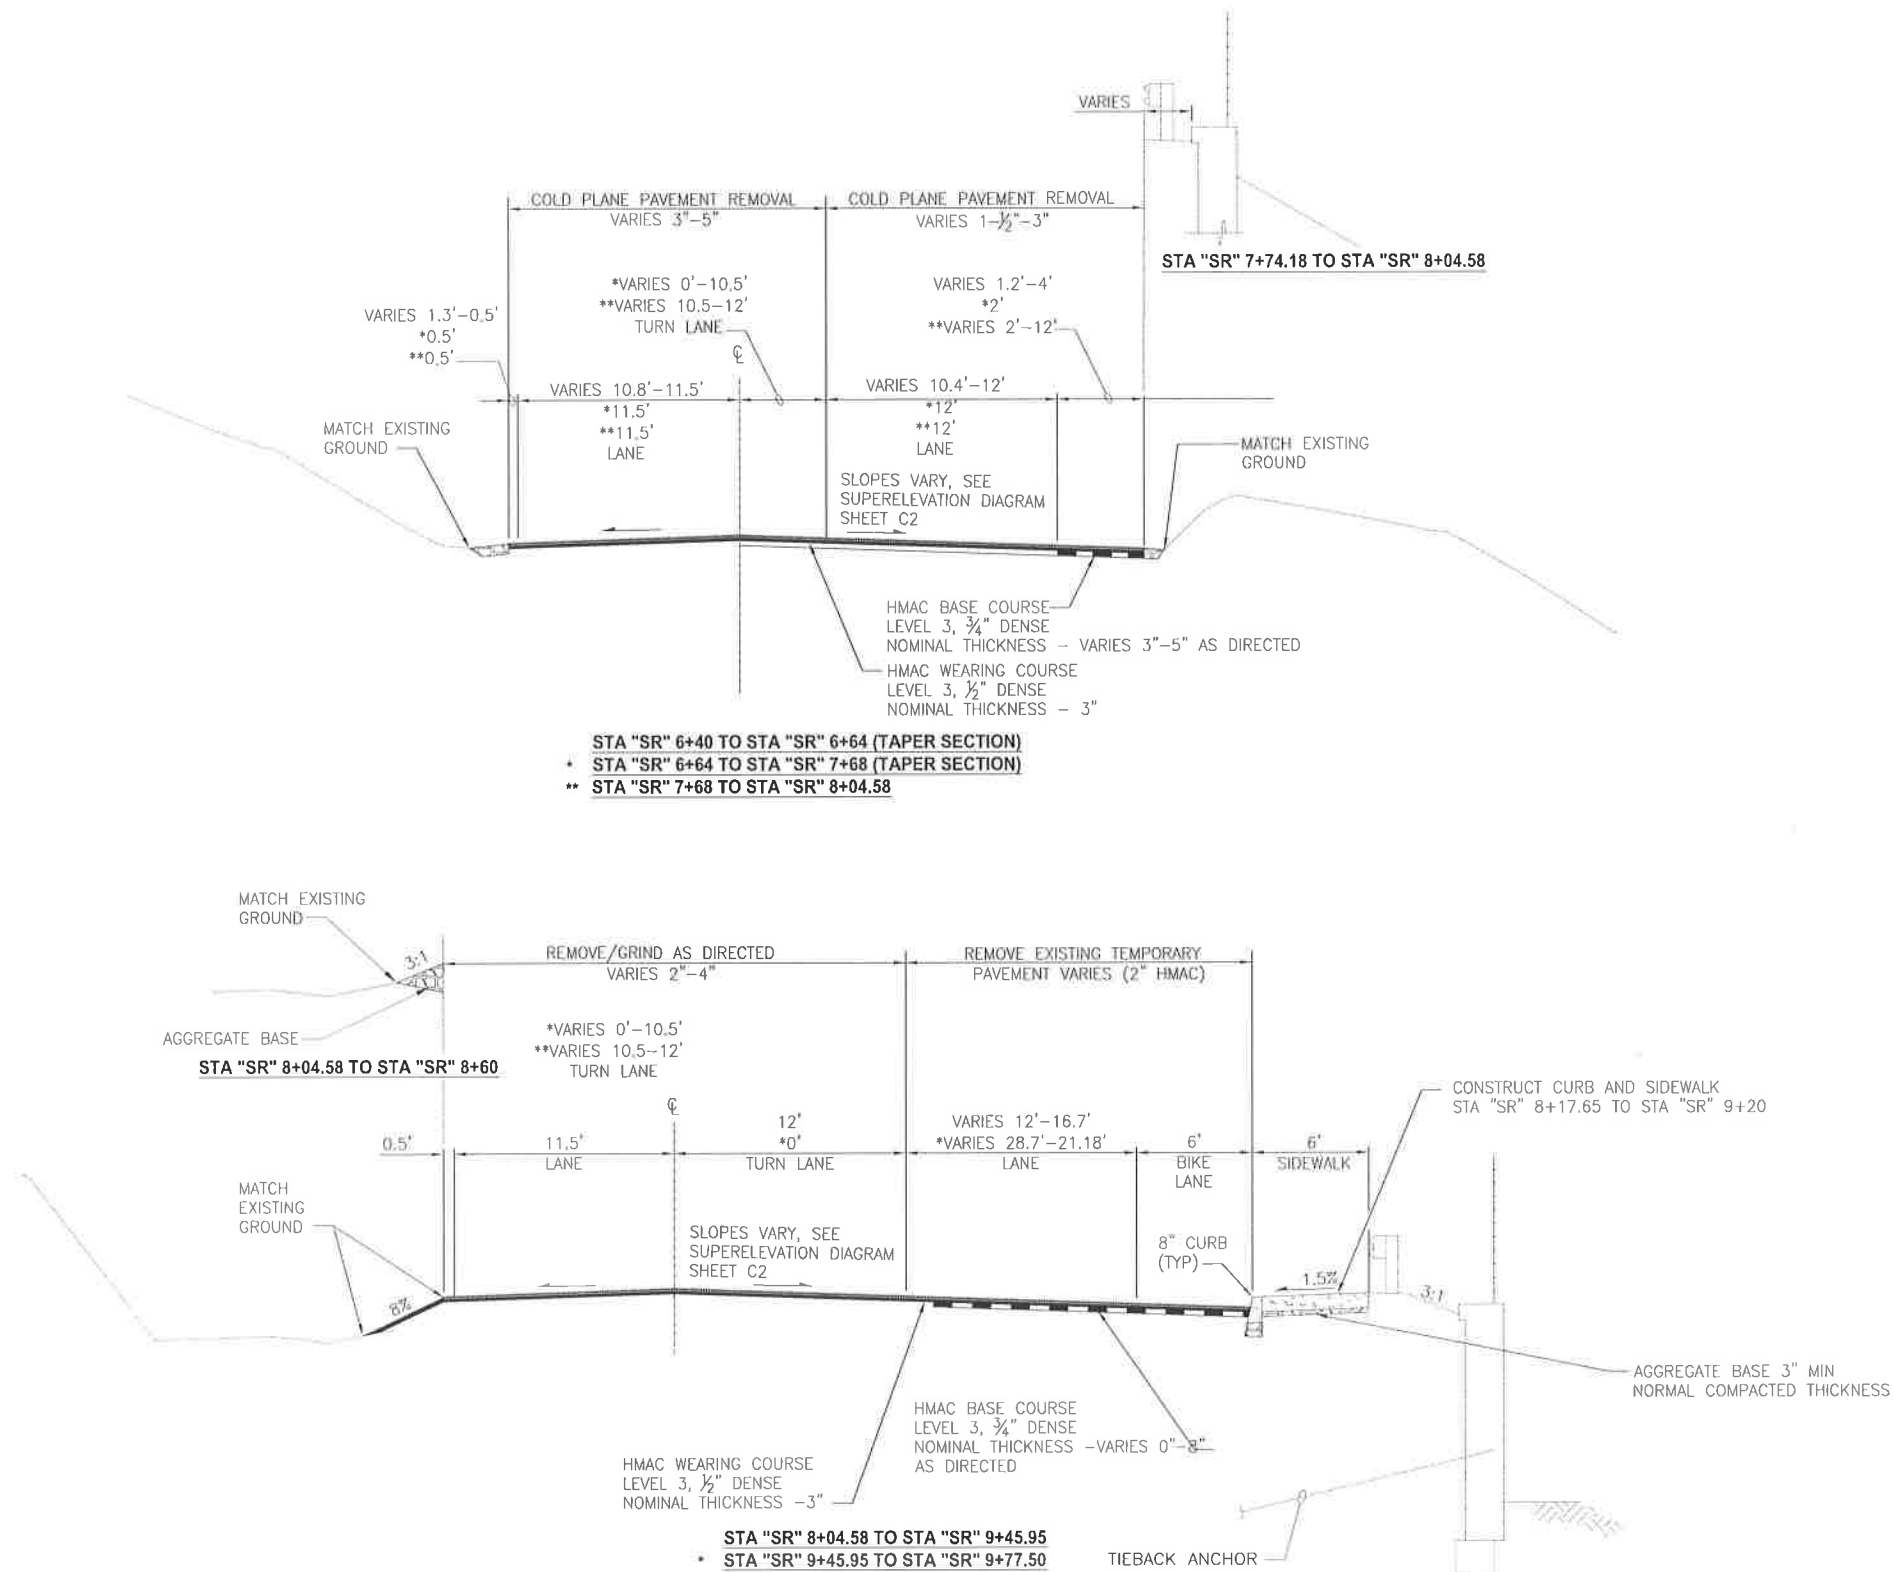 VARIES
COLD PLANE PAVEMENT REMOVAL
VARIES 3"-5"
COLD PLANE PAVEMENT REMOVAL
VARIES 1-½"-3"
STA "SR" 7+74.18 TO STA "SR" 8+04.58
*VARIES 0'-10.5'
**VARIES 10.5-12'
TURN LANE
VARIES 1.2'-4'
*2'
**VARIES 2'-12'
VARIES 1.3'-0.5'
*0.5'
**0.5'
℄
VARIES 10.8'-11.5'
*11.5'
**11.5'
LANE
VARIES 10.4'-12'
*12'
**12'
LANE
MATCH EXISTING
GROUND
MATCH EXISTING
GROUND
SLOPES VARY, SEE
SUPERELEVATION DIAGRAM
SHEET C2
HMAC BASE COURSE
LEVEL 3, ¾" DENSE
NOMINAL THICKNESS - VARIES 3"-5" AS DIRECTED
HMAC WEARING COURSE
LEVEL 3, ½" DENSE
NOMINAL THICKNESS - 3"
STA "SR" 6+40 TO STA "SR" 6+64 (TAPER SECTION)
* STA "SR" 6+64 TO STA "SR" 7+68 (TAPER SECTION)
** STA "SR" 7+68 TO STA "SR" 8+04.58
MATCH EXISTING
GROUND
3:1
AGGREGATE BASE
STA "SR" 8+04.58 TO STA "SR" 8+60
REMOVE/GRIND AS DIRECTED
VARIES 2"-4"
REMOVE EXISTING TEMPORARY
PAVEMENT VARIES (2" HMAC)
*VARIES 0'-10.5'
**VARIES 10.5-12'
TURN LANE
℄
CONSTRUCT CURB AND SIDEWALK
STA "SR" 8+17.65 TO STA "SR" 9+20
0.5'
11.5'
LANE
12'
*0'
TURN LANE
VARIES 12'-16.7'
*VARIES 28.7'-21.18'
LANE
6'
BIKE
LANE
6'
SIDEWALK
MATCH
EXISTING
GROUND
SLOPES VARY, SEE
SUPERELEVATION DIAGRAM
SHEET C2
8" CURB
(TYP)
1.5%
3:1
8%
AGGREGATE BASE 3" MIN
NORMAL COMPACTED THICKNESS
HMAC BASE COURSE
LEVEL 3, ¾" DENSE
NOMINAL THICKNESS -VARIES 0"-
AS DIRECTED
HMAC WEARING COURSE
LEVEL 3, ½" DENSE
NOMINAL THICKNESS -3"
STA "SR" 8+04.58 TO STA "SR" 9+45.95
* STA "SR" 9+45.95 TO STA "SR" 9+77.50
TIEBACK ANCHOR